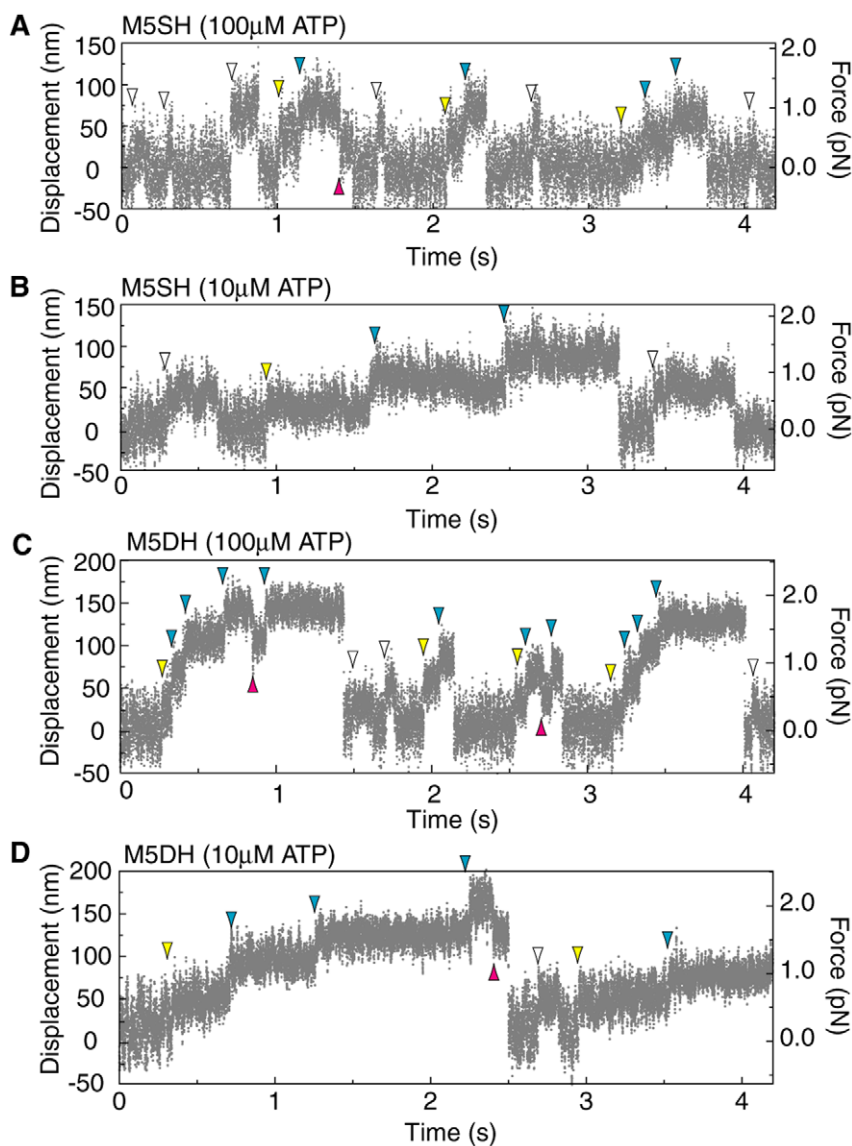 A
M5SH (100μM ATP)
150
100
50
0
-50
Displacement (nm)
2.0
1.0
0.0
Force (pN)
0 1 2 3 4
Time (s)
B
M5SH (10μM ATP)
150
100
50
0
-50
Displacement (nm)
2.0
1.0
0.0
Force (pN)
0 1 2 3 4
Time (s)
C
M5DH (100μM ATP)
200
150
100
50
0
-50
Displacement (nm)
2.0
1.0
0.0
Force (pN)
0 1 2 3 4
Time (s)
D
M5DH (10μM ATP)
200
150
100
50
0
-50
Displacement (nm)
2.0
1.0
0.0
Force (pN)
0 1 2 3 4
Time (s)